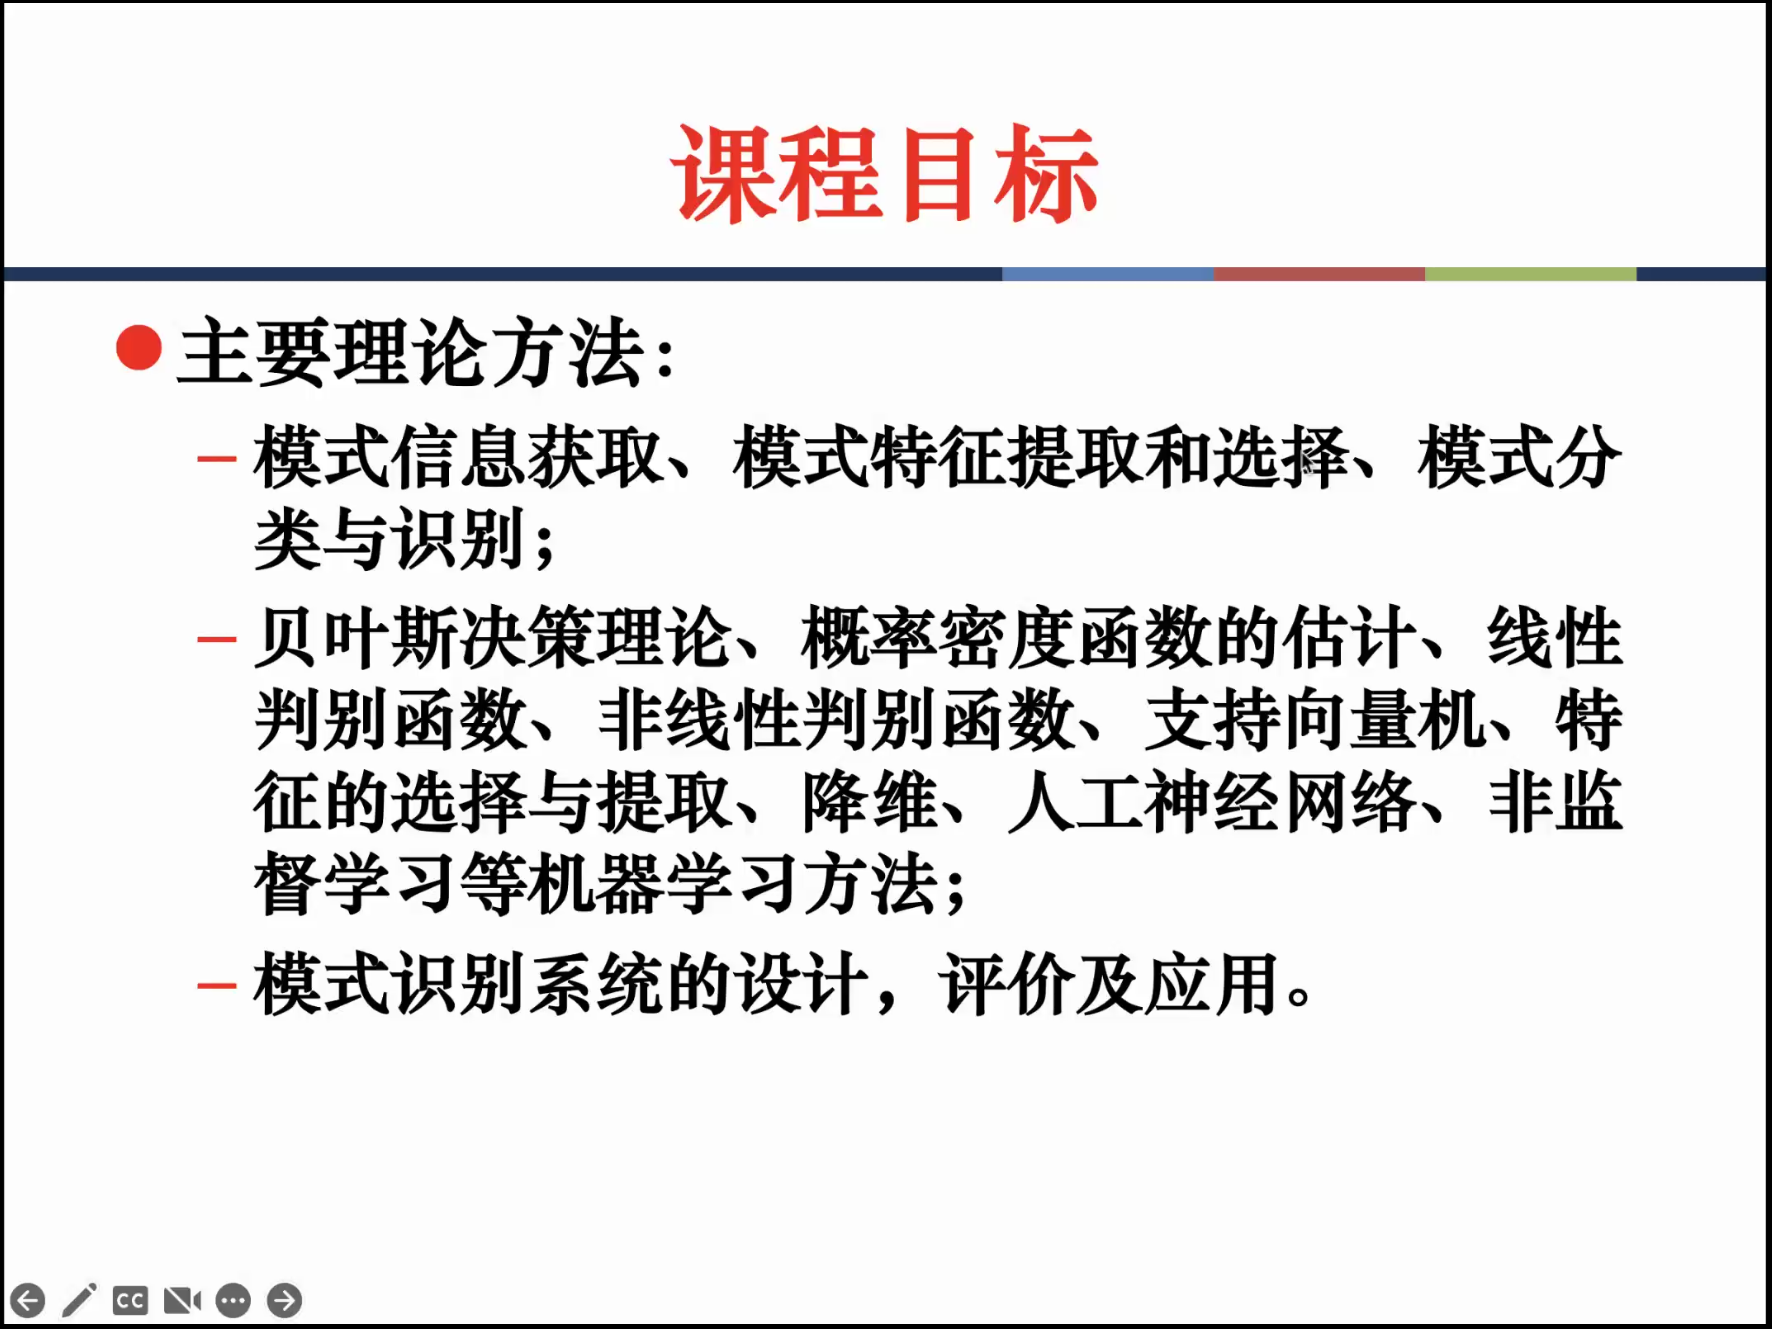 课程目标
主要理论方法：
– 模式信息获取、模式特征提取和选择、模式分
类与识别；
– 贝叶斯决策理论、概率密度函数的估计、线性
判别函数、非线性判别函数、支持向量机、特
征的选择与提取、降维、人工神经网络、非监
督学习等机器学习方法；
– 模式识别系统的设计，评价及应用。
CC